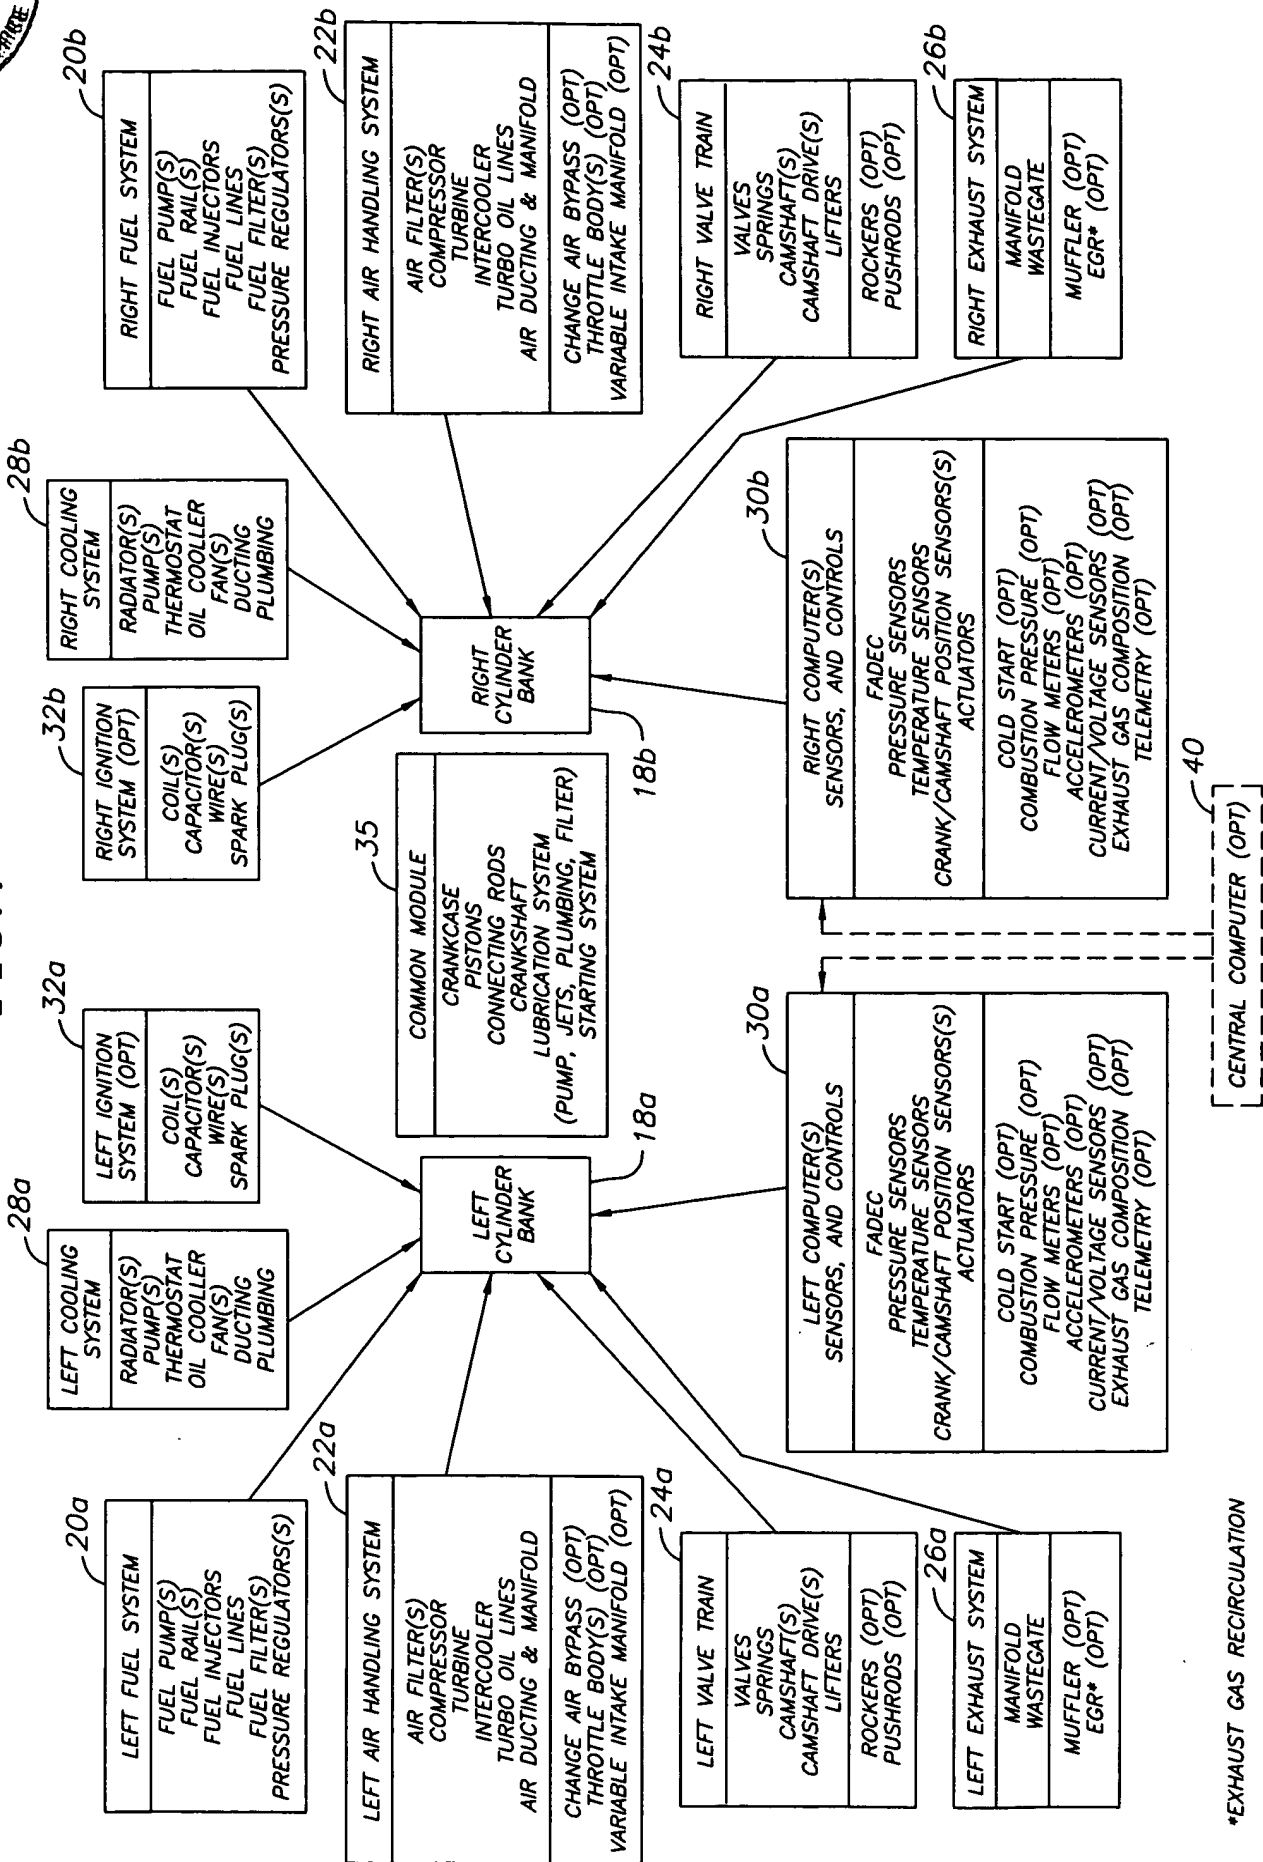 28a
LEFT COOLING
SYSTEM
RADIATOR(S)
PUMP(S)
THERMOSTAT
OIL COOLLER
FAN(S)
DUCTING
PLUMBING
32a
LEFT IGNITION
SYSTEM (OPT)
COIL(S)
CAPACITOR(S)
WIRE(S)
SPARK PLUG(S)
32b
RIGHT IGNITION
SYSTEM (OPT)
COIL(S)
CAPACITOR(S)
WIRE(S)
SPARK PLUG(S)
28b
RIGHT COOLING
SYSTEM
RADIATOR(S)
PUMP(S)
THERMOSTAT
OIL COOLLER
FAN(S)
DUCTING
PLUMBING
20a
LEFT FUEL SYSTEM
FUEL PUMP(S)
FUEL RAIL(S)
FUEL INJECTORS
FUEL LINES
FUEL FILTER(S)
PRESSURE REGULATORS(S)
20b
RIGHT FUEL SYSTEM
FUEL PUMP(S)
FUEL RAIL(S)
FUEL INJECTORS
FUEL LINES
FUEL FILTER(S)
PRESSURE REGULATORS(S)
22a
LEFT AIR HANDLING SYSTEM
AIR FILTER(S)
COMPRESSOR
TURBINE
INTERCOOLER
TURBO OIL LINES
AIR DUCTING & MANIFOLD
CHANGE AIR BYPASS (OPT)
THROTTLE BODY(S) (OPT)
VARIABLE INTAKE MANIFOLD (OPT)
LEFT
CYLINDER
BANK
18a
35
COMMON MODULE
CRANKCASE
PISTONS
CONNECTING RODS
CRANKSHAFT
LUBRICATION SYSTEM
(PUMP, JETS, PLUMBING, FILTER)
STARTING SYSTEM
RIGHT
CYLINDER
BANK
18b
22b
RIGHT AIR HANDLING SYSTEM
AIR FILTER(S)
COMPRESSOR
TURBINE
INTERCOOLER
TURBO OIL LINES
AIR DUCTING & MANIFOLD
CHANGE AIR BYPASS (OPT)
THROTTLE BODY(S) (OPT)
VARIABLE INTAKE MANIFOLD (OPT)
24a
LEFT VALVE TRAIN
VALVES
SPRINGS
CAMSHAFT(S)
CAMSHAFT DRIVE(S)
LIFTERS
ROCKERS (OPT)
PUSHRODS (OPT)
24b
RIGHT VALVE TRAIN
VALVES
SPRINGS
CAMSHAFT(S)
CAMSHAFT DRIVE(S)
LIFTERS
ROCKERS (OPT)
PUSHRODS (OPT)
26a
LEFT EXHAUST SYSTEM
MANIFOLD
WASTEGATE
MUFFLER (OPT)
EGR* (OPT)
30a
LEFT COMPUTER(S)
SENSORS, AND CONTROLS
FADEC
PRESSURE SENSORS
TEMPERATURE SENSORS
CRANK/CAMSHAFT POSITION SENSORS(S)
ACTUATORS
COLD START (OPT)
COMBUSTION PRESSURE (OPT)
FLOW METERS (OPT)
ACCELEROMETERS (OPT)
CURRENT/VOLTAGE SENSORS (OPT)
EXHAUST GAS COMPOSITION (OPT)
TELEMETRY (OPT)
30b
RIGHT COMPUTER(S)
SENSORS, AND CONTROLS
FADEC
PRESSURE SENSORS
TEMPERATURE SENSORS
CRANK/CAMSHAFT POSITION SENSORS(S)
ACTUATORS
COLD START (OPT)
COMBUSTION PRESSURE (OPT)
FLOW METERS (OPT)
ACCELEROMETERS (OPT)
CURRENT/VOLTAGE SENSORS (OPT)
EXHAUST GAS COMPOSITION (OPT)
TELEMETRY (OPT)
26b
RIGHT EXHAUST SYSTEM
MANIFOLD
WASTEGATE
MUFFLER (OPT)
EGR* (OPT)
40
CENTRAL COMPUTER (OPT)
*EXHAUST GAS RECIRCULATION